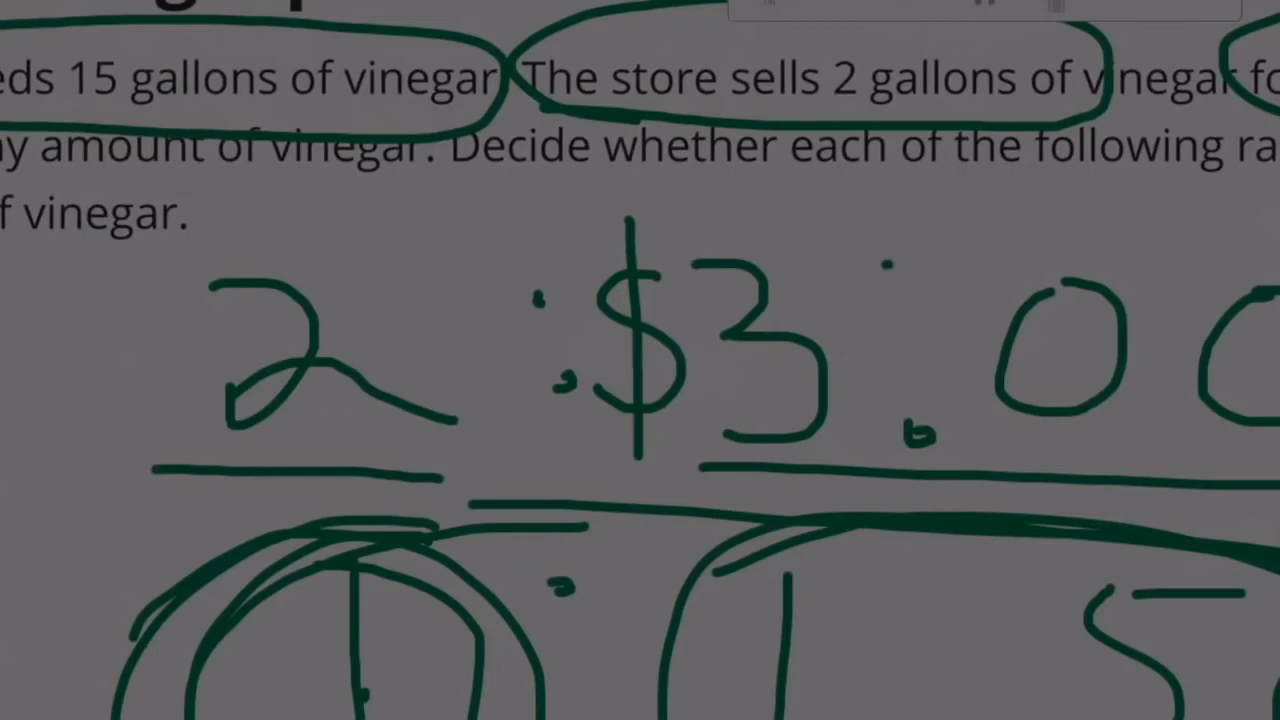 eds 15 gallons of vinegar. The store sells 2 gallons of vinegar fo
y amount of vinegar. Decide whether each of the following ra
f vinegar.
2 : $3.00
1 : 1 5